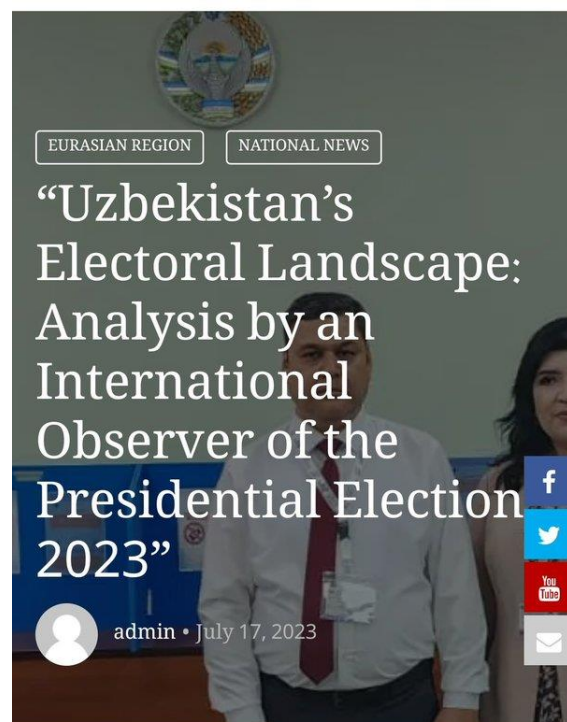 EURASIAN REGION
NATIONAL NEWS
“Uzbekistan’s
Electoral Landscape:
Analysis by an
International
Observer of the
Presidential Election
2023”
admin • July 17, 2023
You
Tube